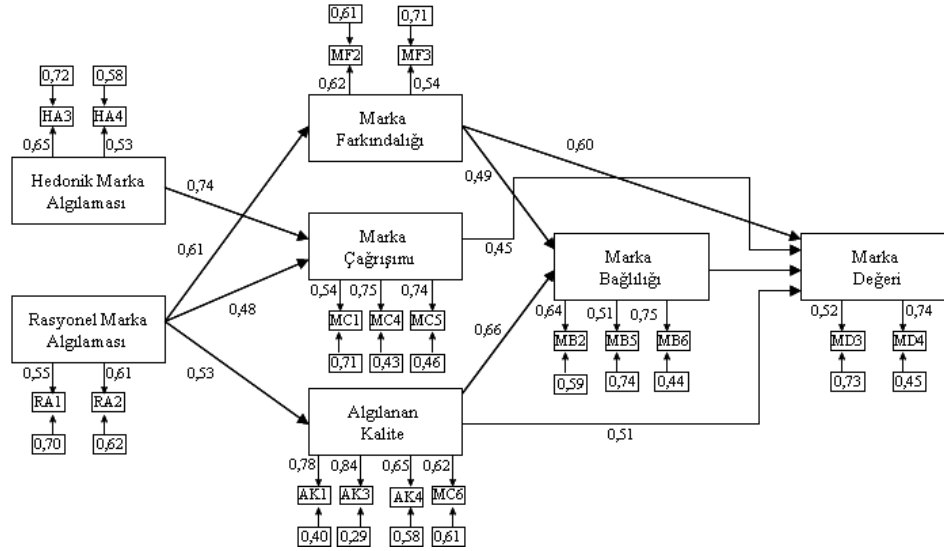 0,61
0,71
MF2
MF3
0,62
0,54
Marka
Farkındalığı
0,72
0,58
HA3
HA4
0,65
0,53
Hedonik Marka
Algılaması
0,74
0,61
0,48
0,53
Rasyonel Marka
Algılaması
0,55
0,61
RA1
RA2
0,70
0,62
Marka
Çağrışımı
0,54
0,75
0,74
MC1
MC4
MC5
0,71
0,43
0,46
Algılanan
Kalite
0,78
0,84
0,65
0,62
AK1
AK3
AK4
MC6
0,40
0,29
0,58
0,61
0,60
0,49
0,45
0,66
0,51
Marka
Bağlılığı
0,64
0,51
0,75
MB2
MB5
MB6
0,59
0,74
0,44
Marka
Değeri
0,52
0,74
MD3
MD4
0,73
0,45